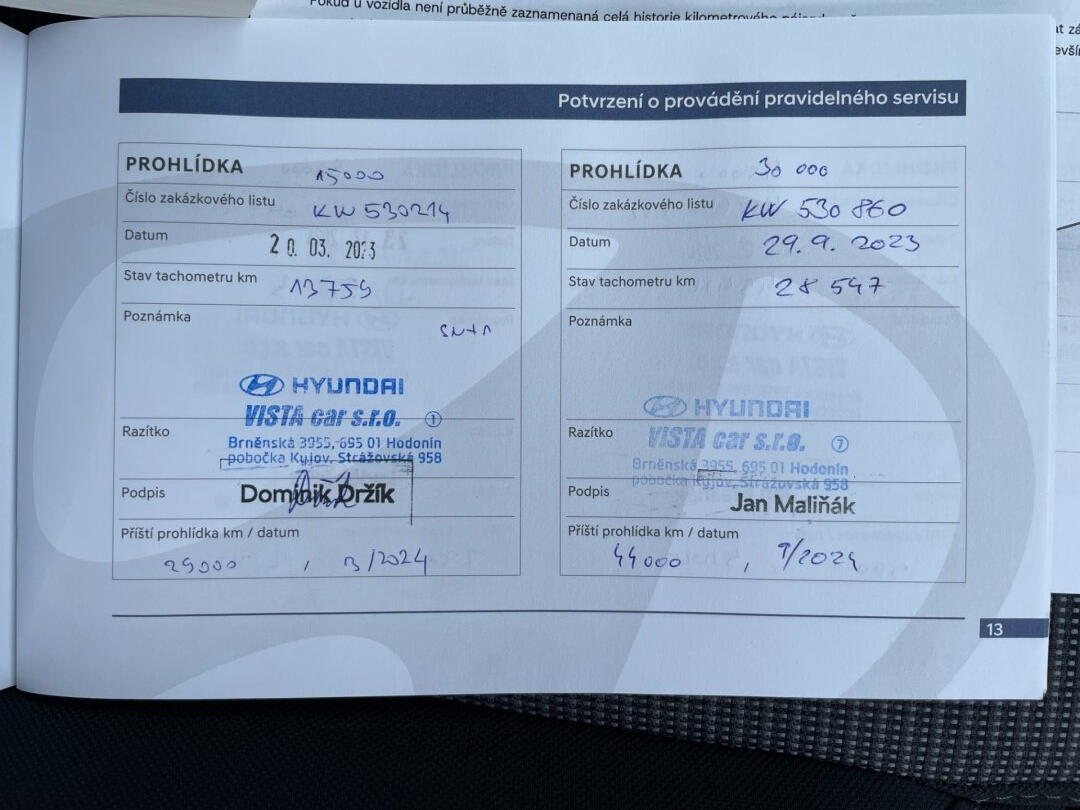 Pokud u vozidla není průběžně zaznamenaná celá historie kilometrového
Potvrzení o provádění pravidelného servisu
PROHLÍDKA 15000
Číslo zakázkového listu KW 530214
Datum 20. 03. 2023
Stav tachometru km 13759
Poznámka
HYUNDAI
VISTA car s.r.o. 1
Brněnská 3955, 695 01 Hodonín
pobočka Kyjov, Strážovská 958
Razítko
Podpis Dominik Držík
Příští prohlídka km / datum
29000 , 3/2024
PROHLÍDKA 30 000
Číslo zakázkového listu KW 530 860
Datum 29. 9. 2023
Stav tachometru km 28 547
Poznámka
HYUNDAI
VISTA car s.r.o. 7
Brněnská 3955, 695 01 Hodonín
pobočka Kyjov, Strážovská 958
Razítko
Podpis Jan Maliňák
Příští prohlídka km / datum
44 000 , 9/2024
13